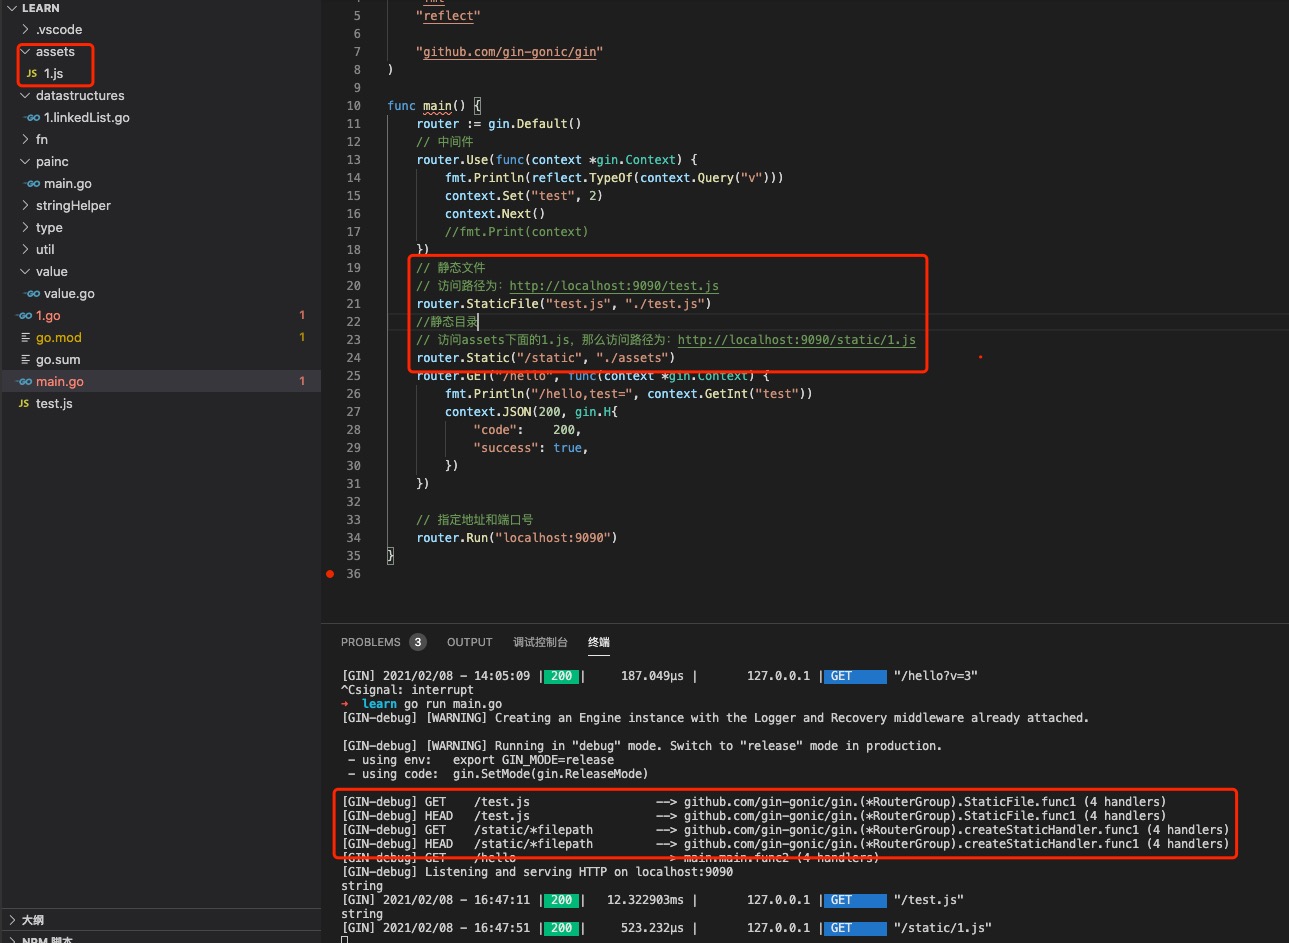 LEARN
.vscode
assets
JS 1.js
datastructures
1.linkedList.go
fn
painc
main.go
stringHelper
type
util
value
value.go
1.go 1
go.mod 1
go.sum
main.go 1
JS test.js
大纲
NPM 脚本
4 "fmt"
5 "reflect"
6
7 "github.com/gin-gonic/gin"
8 )
9
10 func main() {
11 router := gin.Default()
12 // 中间件
13 router.Use(func(context *gin.Context) {
14 fmt.Println(reflect.TypeOf(context.Query("v")))
15 context.Set("test", 2)
16 context.Next()
17 //fmt.Print(context)
18 })
19 // 静态文件
20 // 访问路径为：http://localhost:9090/test.js
21 router.StaticFile("test.js", "./test.js")
22 //静态目录
23 // 访问assets下面的1.js，那么访问路径为：http://localhost:9090/static/1.js
24 router.Static("/static", "./assets")
25 router.GET("/hello", func(context *gin.Context) {
26 fmt.Println("/hello,test=", context.GetInt("test"))
27 context.JSON(200, gin.H{
28 "code": 200,
29 "success": true,
30 })
31 })
32
33 // 指定地址和端口号
34 router.Run("localhost:9090")
35 }
36
PROBLEMS 3 OUTPUT 调试控制台 终端
[GIN] 2021/02/08 - 14:05:09 | 200 | 187.049µs | 127.0.0.1 | GET "/hello?v=3"
^Csignal: interrupt
➜ learn go run main.go
[GIN-debug] [WARNING] Creating an Engine instance with the Logger and Recovery middleware already attached.
[GIN-debug] [WARNING] Running in "debug" mode. Switch to "release" mode in production.
- using env: export GIN_MODE=release
- using code: gin.SetMode(gin.ReleaseMode)
[GIN-debug] GET /test.js --> github.com/gin-gonic/gin.(*RouterGroup).StaticFile.func1 (4 handlers)
[GIN-debug] HEAD /test.js --> github.com/gin-gonic/gin.(*RouterGroup).StaticFile.func1 (4 handlers)
[GIN-debug] GET /static/*filepath --> github.com/gin-gonic/gin.(*RouterGroup).createStaticHandler.func1 (4 handlers)
[GIN-debug] HEAD /static/*filepath --> github.com/gin-gonic/gin.(*RouterGroup).createStaticHandler.func1 (4 handlers)
[GIN-debug] GET /hello --> main.main.func2 (4 handlers)
[GIN-debug] Listening and serving HTTP on localhost:9090
string
[GIN] 2021/02/08 - 16:47:11 | 200 | 12.322903ms | 127.0.0.1 | GET "/test.js"
string
[GIN] 2021/02/08 - 16:47:51 | 200 | 523.232µs | 127.0.0.1 | GET "/static/1.js"